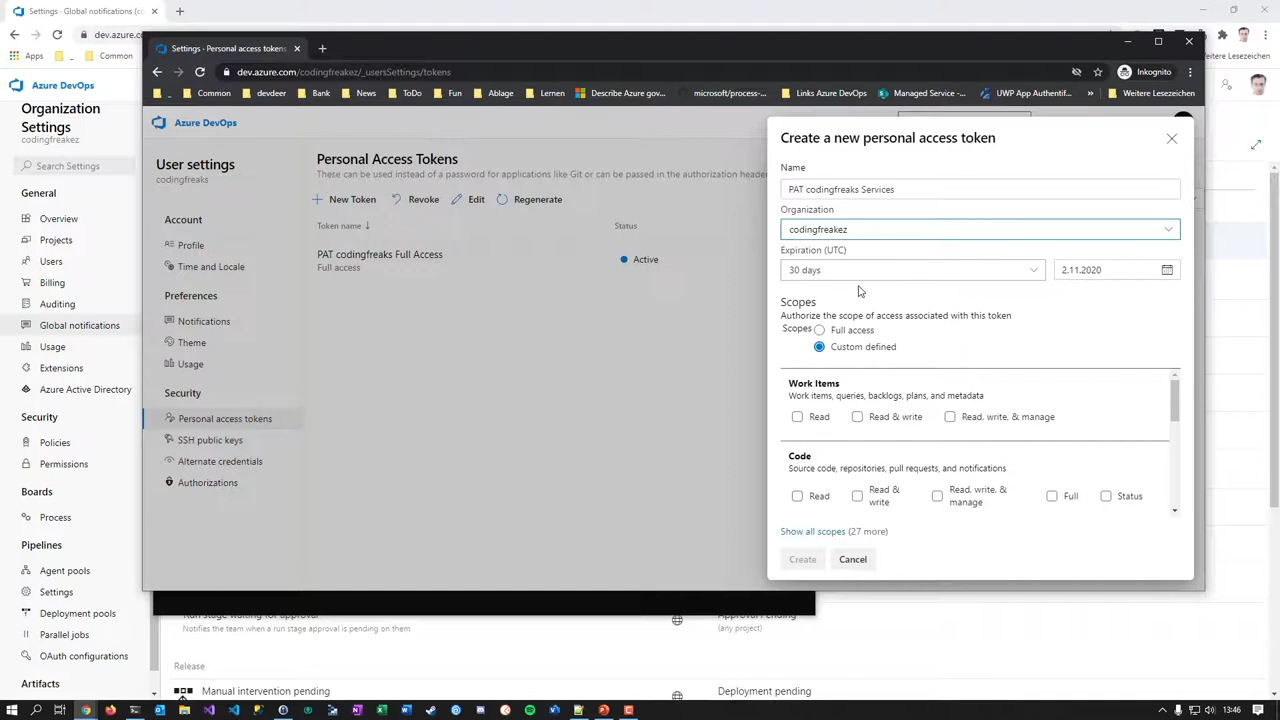 Settings - Global notifications (co
dev.azure.co
Apps
Common
Weitere Lesezeichen
Azure DevOps
Organization
Settings
codingfreakez
Search Settings
General
Overview
Projects
Users
Billing
Auditing
Global notifications
Usage
Extensions
Azure Active Directory
Security
Policies
Permissions
Boards
Process
Pipelines
Agent pools
Settings
Deployment pools
Parallel jobs
OAuth configurations
Artifacts
Settings - Personal access tokens
dev.azure.com/codingfreakez/_usersSettings/tokens
Inkognito
Common
devdeer
Bank
News
ToDo
Fun
Ablage
Lernen
Describe Azure gov...
microsoft/process-...
Links Azure DevOps
Managed Service -...
UWP App Authentif...
Weitere Lesezeichen
Azure DevOps
User settings
codingfreaks
Account
Profile
Time and Locale
Preferences
Notifications
Theme
Usage
Security
Personal access tokens
SSH public keys
Alternate credentials
Authorizations
Personal Access Tokens
These can be used instead of a password for applications like Git or can be passed in the authorization header
New Token
Revoke
Edit
Regenerate
Token name
Status
PAT codingfreaks Full Access
Full access
Active
Create a new personal access token
Name
PAT codingfreaks Services
Organization
codingfreakez
Expiration (UTC)
30 days
2.11.2020
Scopes
Authorize the scope of access associated with this token
Scopes
Full access
Custom defined
Work Items
Work items, queries, backlogs, plans, and metadata
Read
Read & write
Read, write, & manage
Code
Source code, repositories, pull requests, and notifications
Read
Read & write
Read, write, & manage
Full
Status
Show all scopes (27 more)
Create
Cancel
Run stage waiting for approval
Notifies the team when a run stage approval is pending on them
Approval Pending
(any project)
Release
Manual intervention pending
Deployment pending
13:46